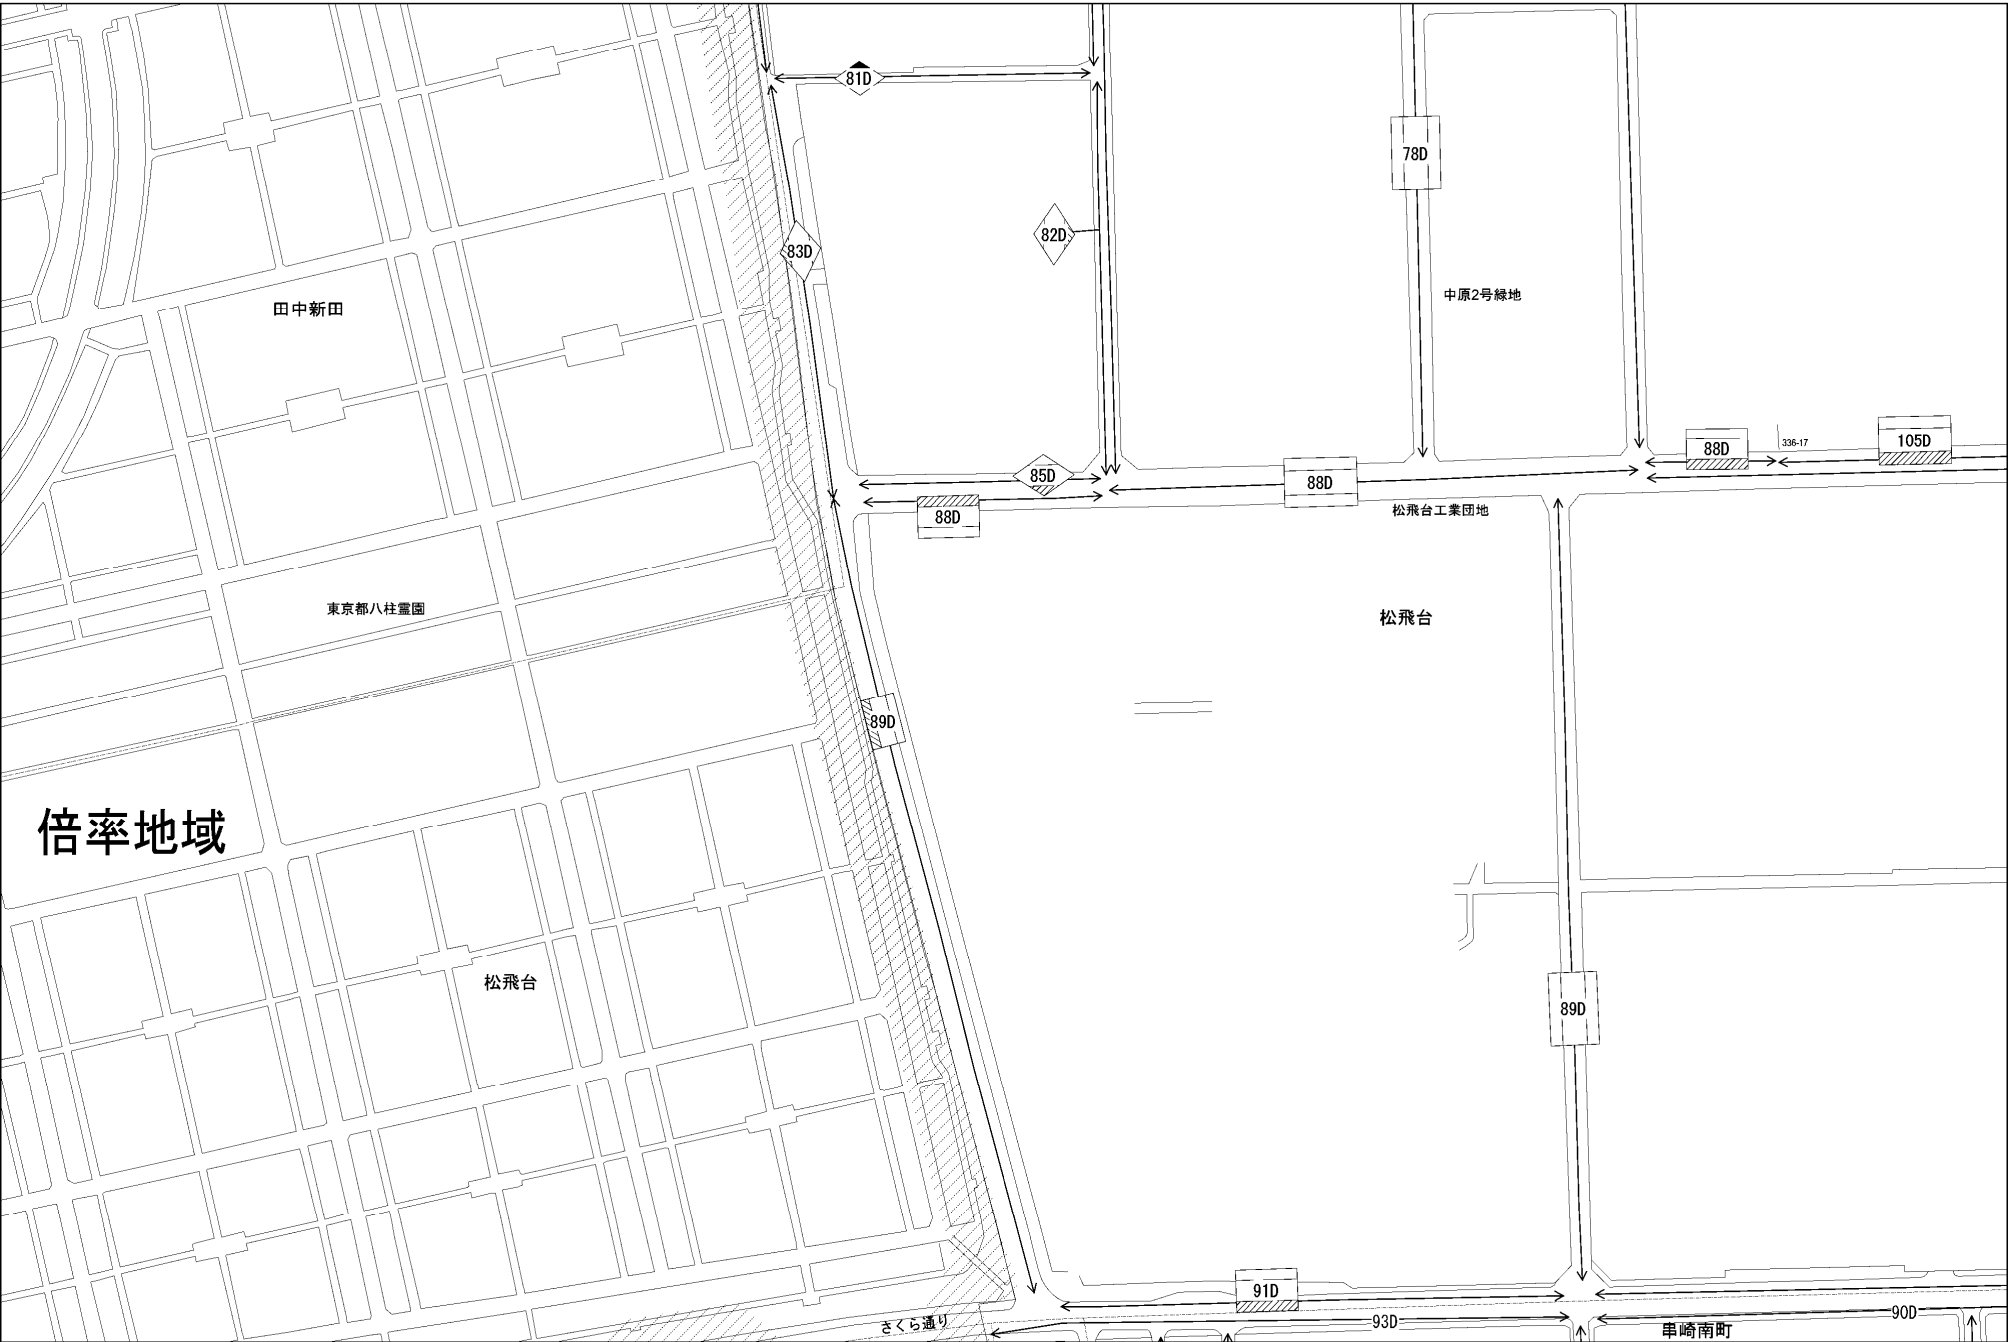 81D
78D
82D
83D
中原2号緑地
田中新田
88D
336-17
105D
85D
88D
88D
松飛台工業団地
東京都八柱霊園
松飛台
89D
倍率地域
松飛台
89D
91D
さくら通り
93D
90D
串崎南町